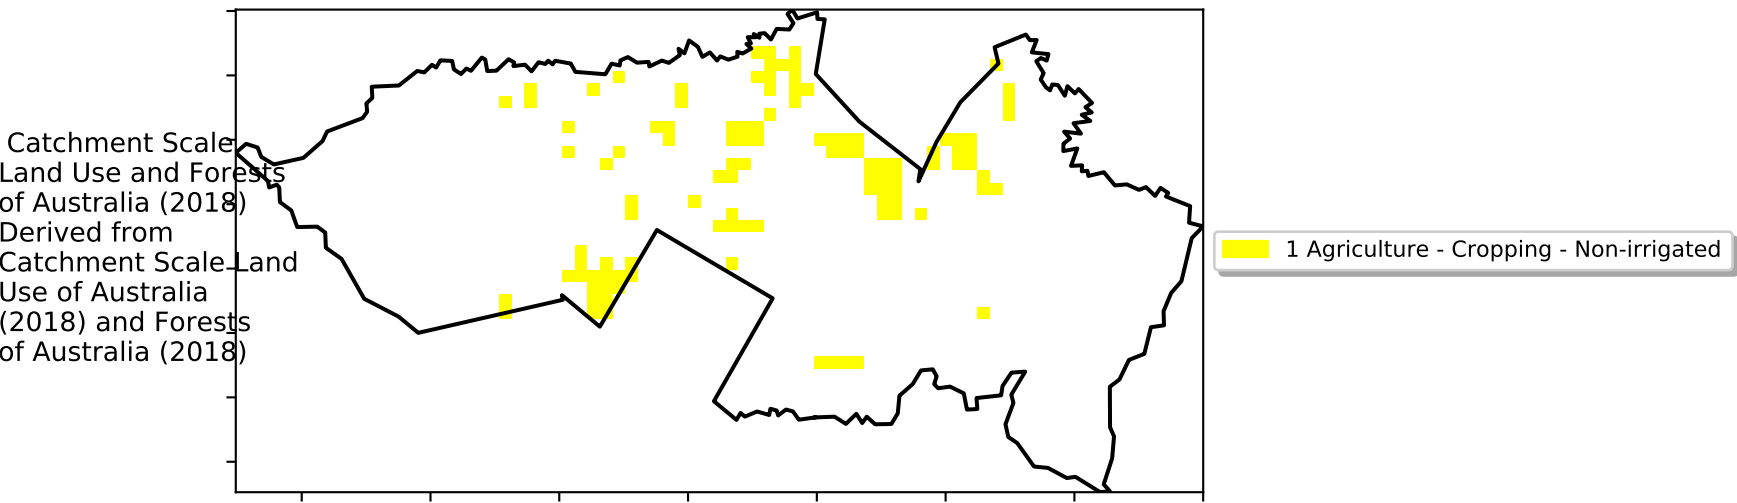 Catchment Scale
Land Use and Forests
of Australia (2018)
Derived from
Catchment Scale Land
Use of Australia
(2018) and Forests
of Australia (2018)
1 Agriculture - Cropping - Non-irrigated